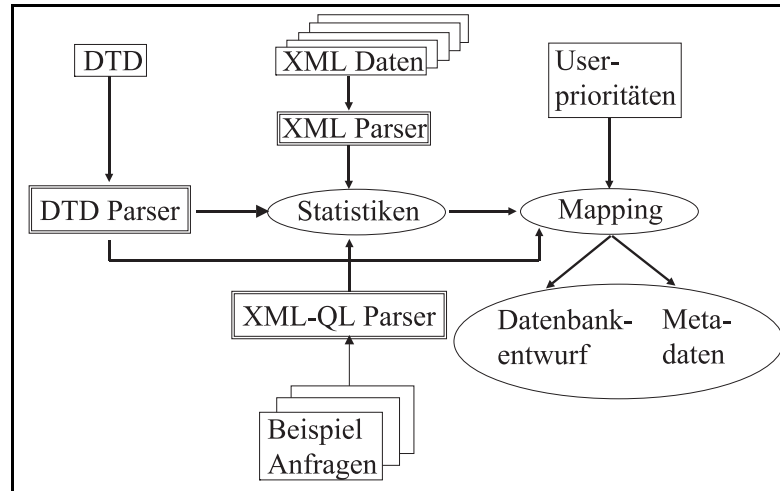 DTD
XML Daten
User-
prioritäten
XML Parser
DTD Parser
Statistiken
Mapping
XML-QL Parser
Datenbank-
entwurf
Meta-
daten
Beispiel
Anfragen